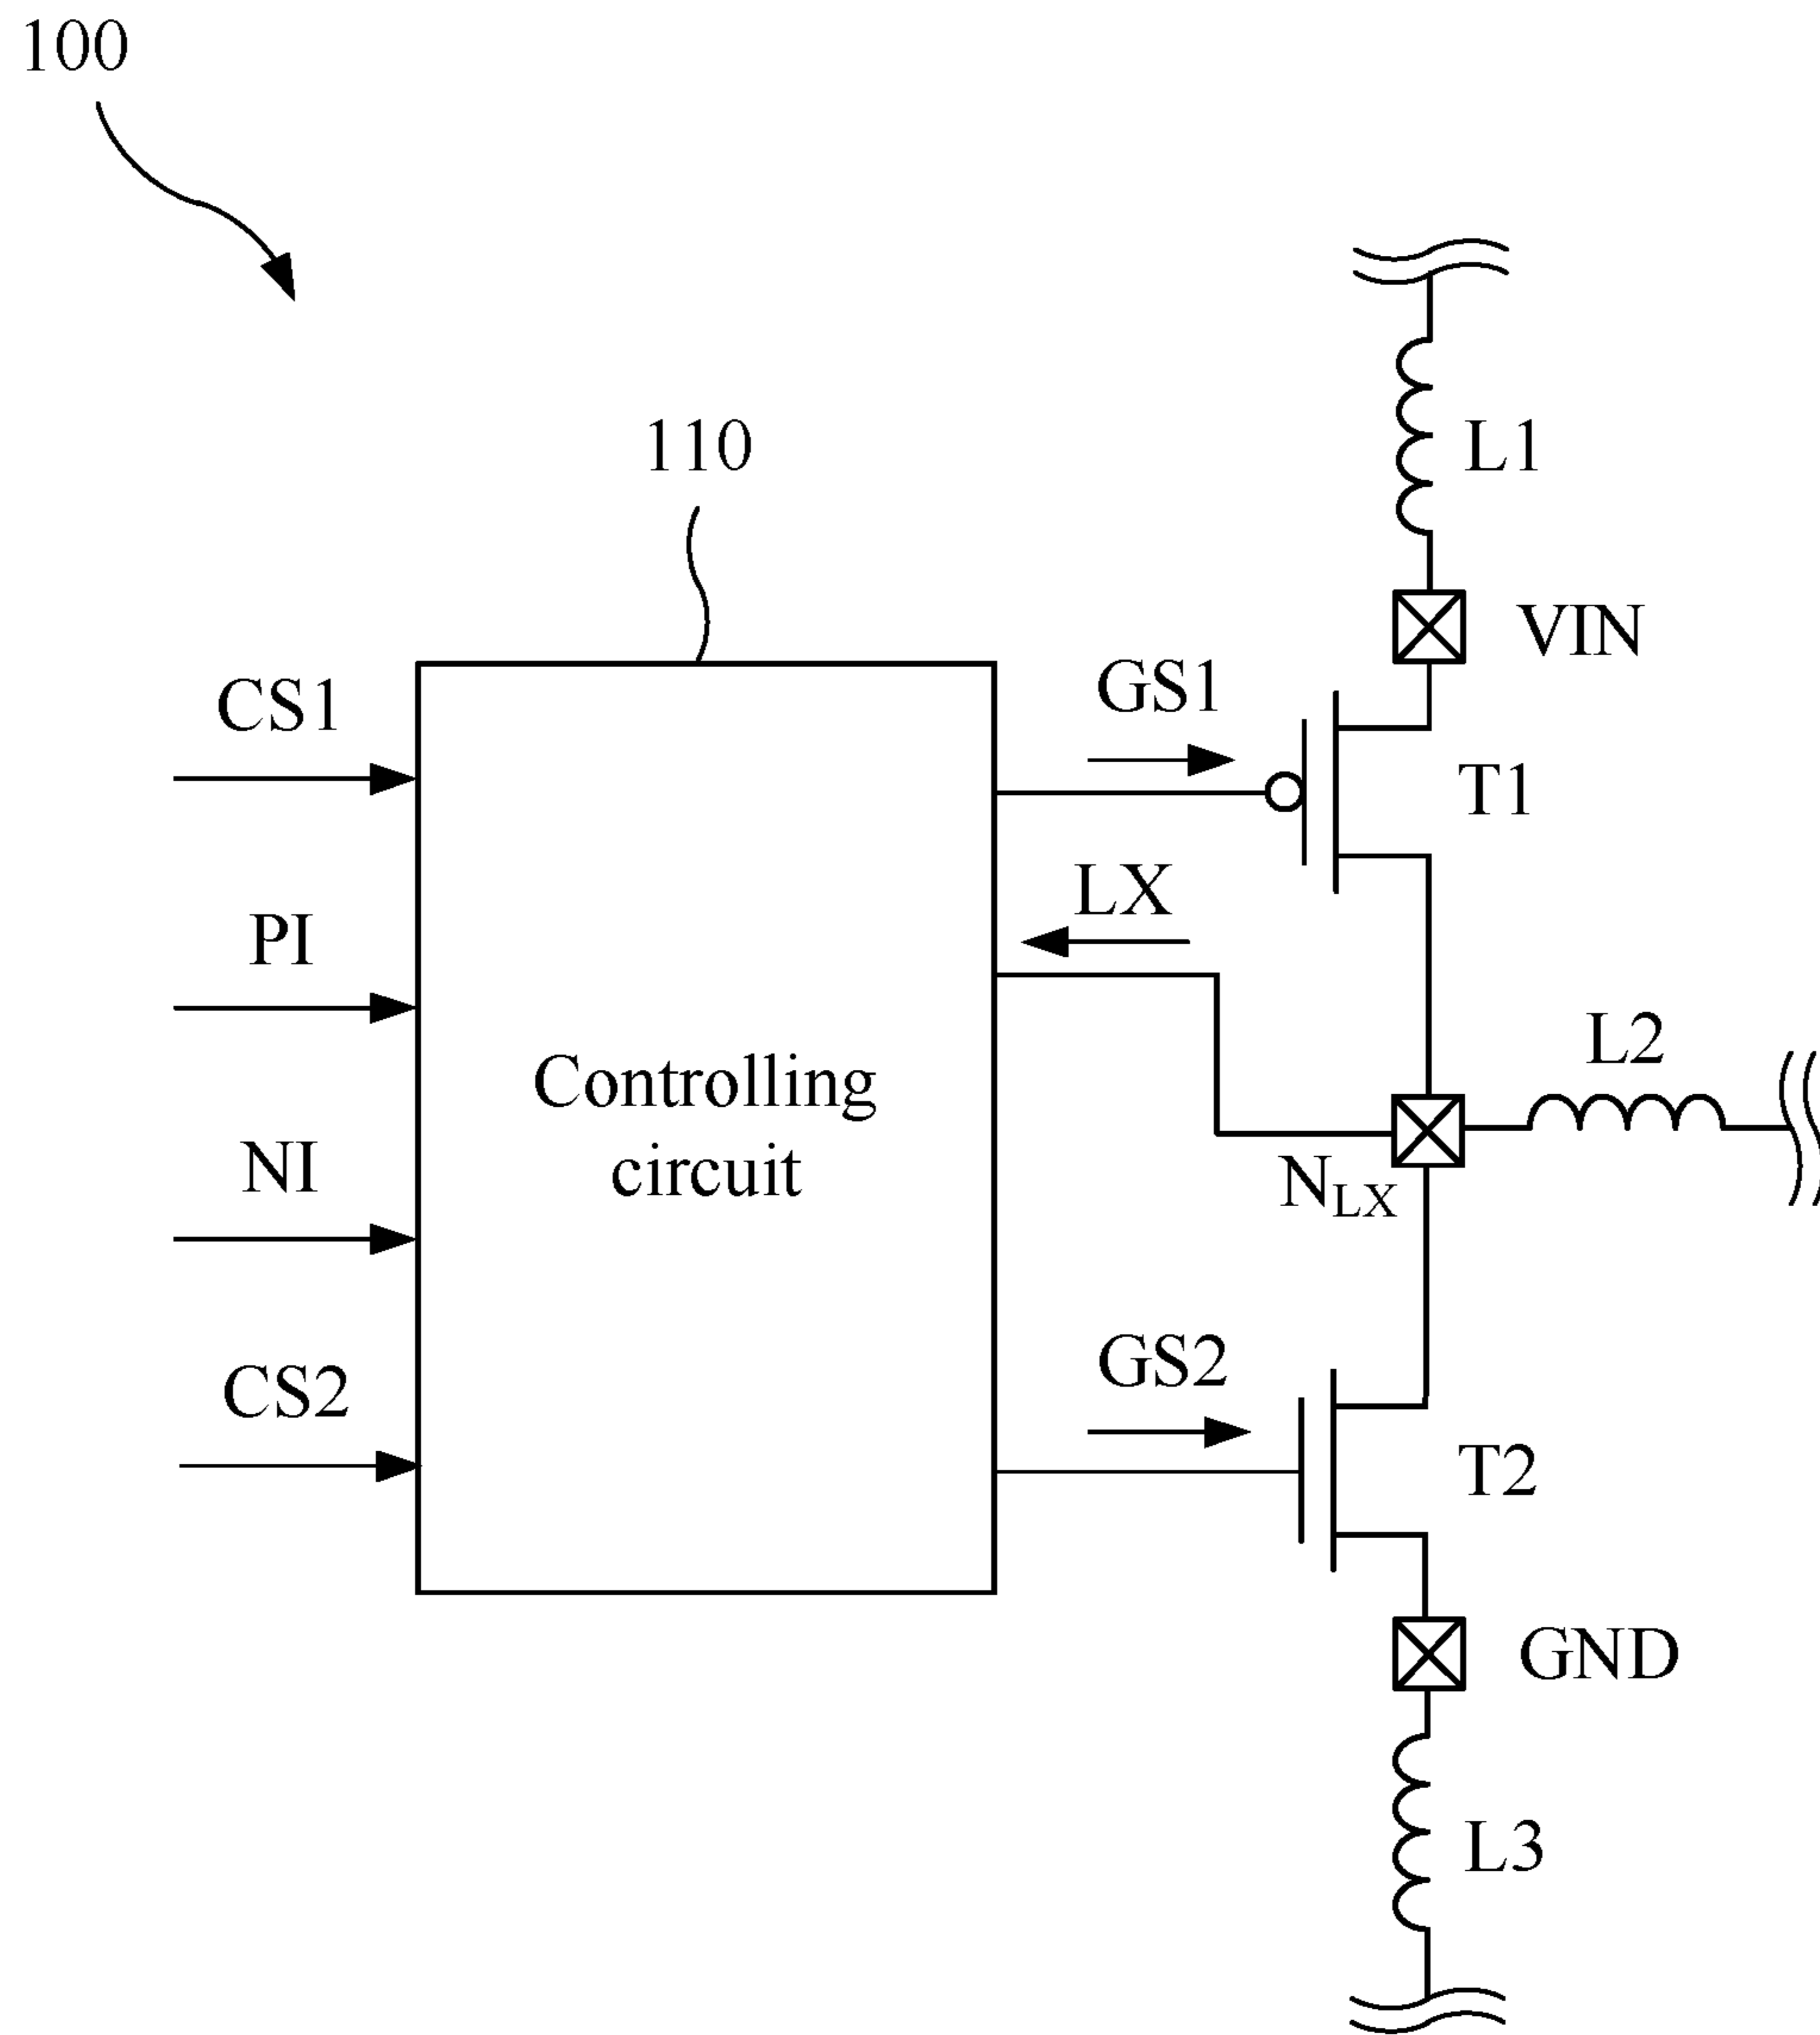 100
L1
110
VIN
GS1
CS1
T1
LX
PI
L2
Controlling
circuit
NI
NLX
GS2
CS2
T2
GND
L3